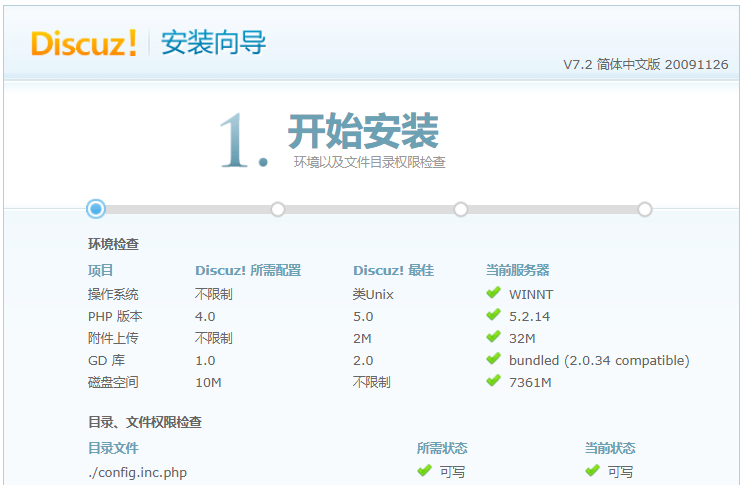 Discuz! 安装向导
V7.2 简体中文版 20091126
1. 开始安装
环境以及文件目录权限检查
环境检查
项目 Discuz! 所需配置 Discuz! 最佳 当前服务器
操作系统 不限制 类Unix WINNT
PHP 版本 4.0 5.0 5.2.14
附件上传 不限制 2M 32M
GD 库 1.0 2.0 bundled (2.0.34 compatible)
磁盘空间 10M 不限制 7361M
目录、文件权限检查
目录文件 所需状态 当前状态
./config.inc.php 可写 可写